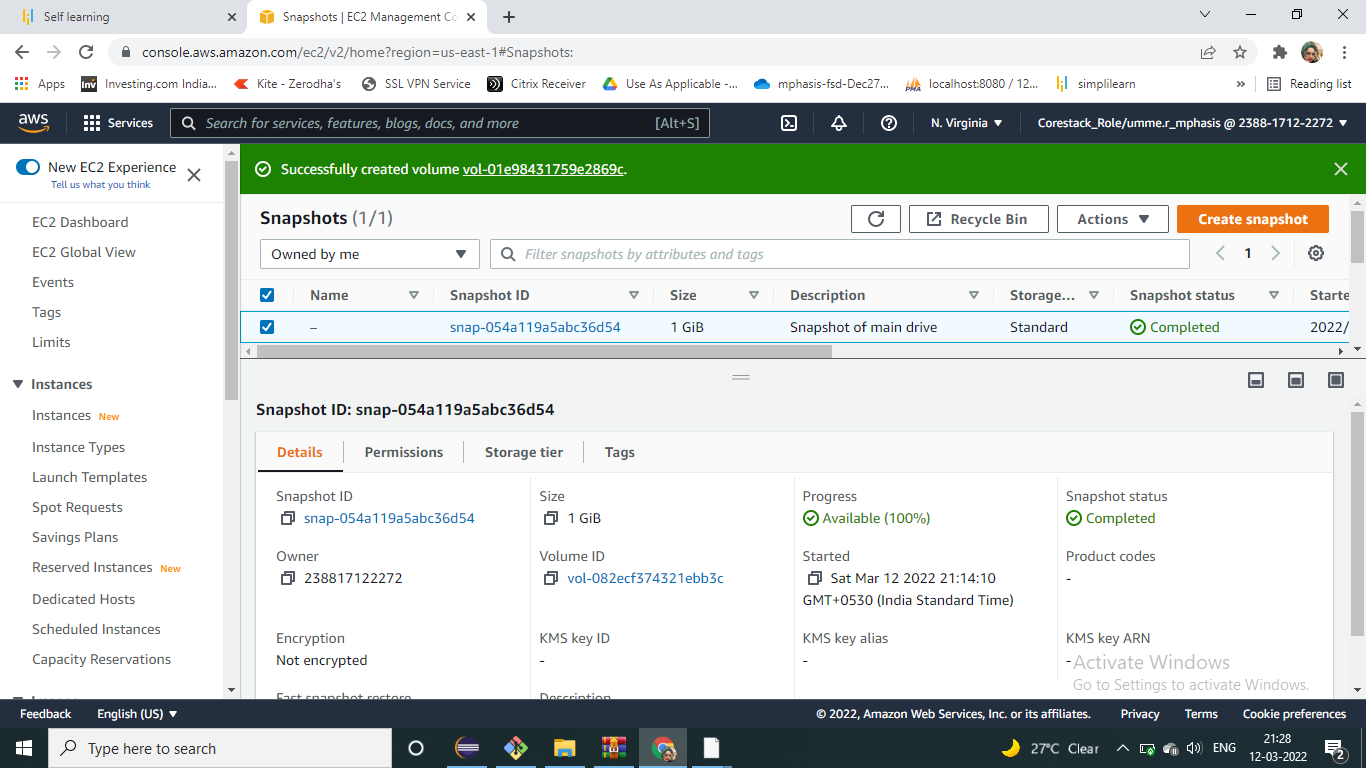 Self learning
Snapshots | EC2 Management Co
console.aws.amazon.com/ec2/v2/home?region=us-east-1#Snapshots:
Apps
inv Investing.com India...
Kite - Zerodha's
SSL VPN Service
Citrix Receiver
Use As Applicable -...
mphasis-fsd-Dec27...
localhost:8080 / 12...
simplilearn
»
Reading list
aws
Services
Search for services, features, blogs, docs, and more [Alt+S]
N. Virginia
Corestack_Role/umme.r_mphasis @ 2388-1712-2272
New EC2 Experience
Tell us what you think
EC2 Dashboard
EC2 Global View
Events
Tags
Limits
Instances
Instances New
Instance Types
Launch Templates
Spot Requests
Savings Plans
Reserved Instances New
Dedicated Hosts
Scheduled Instances
Capacity Reservations
Successfully created volume vol-01e98431759e2869c.
Snapshots (1/1)
Recycle Bin
Actions
Create snapshot
Owned by me
Filter snapshots by attributes and tags
1
Name Snapshot ID Size Description Storage... Snapshot status Starte
– snap-054a119a5abc36d54 1 GiB Snapshot of main drive Standard Completed 2022/
Snapshot ID: snap-054a119a5abc36d54
Details Permissions Storage tier Tags
Snapshot ID Size Progress Snapshot status
snap-054a119a5abc36d54 1 GiB Available (100%) Completed
Owner Volume ID Started Product codes
238817122272 vol-082ecf374321ebb3c Sat Mar 12 2022 21:14:10 -
GMT+0530 (India Standard Time)
Encryption KMS key ID KMS key alias KMS key ARN
Not encrypted - - -
Fast snapshot restore Description
Activate Windows
Go to Settings to activate Windows.
Feedback English (US)
© 2022, Amazon Web Services, Inc. or its affiliates. Privacy Terms Cookie preferences
Type here to search
27°C Clear
ENG
21:28
12-03-2022
2